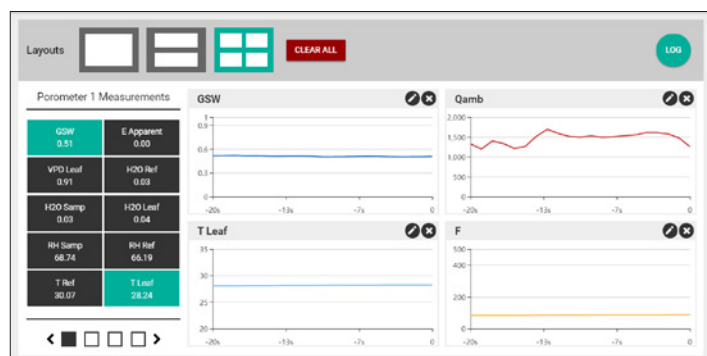 Layouts
CLEAR ALL
LOG
Porometer 1 Measurements
GSW
0.51
E Apparent
0.00
VPD Leaf
0.91
H2O Ref
0.03
H2O Samp
0.03
H2O Leaf
0.04
RH Samp
68.74
RH Ref
66.19
T Ref
30.07
T Leaf
28.24
GSW
1
0.9
0.6
0.3
0
-20s -13s -7s 0
Qamb
2,000
1,500
1,000
500
0
-20s -13s -7s 0
T Leaf
35
30
25
20
-20s -13s -7s 0
F
500
400
200
0
-20s -13s -7s 0